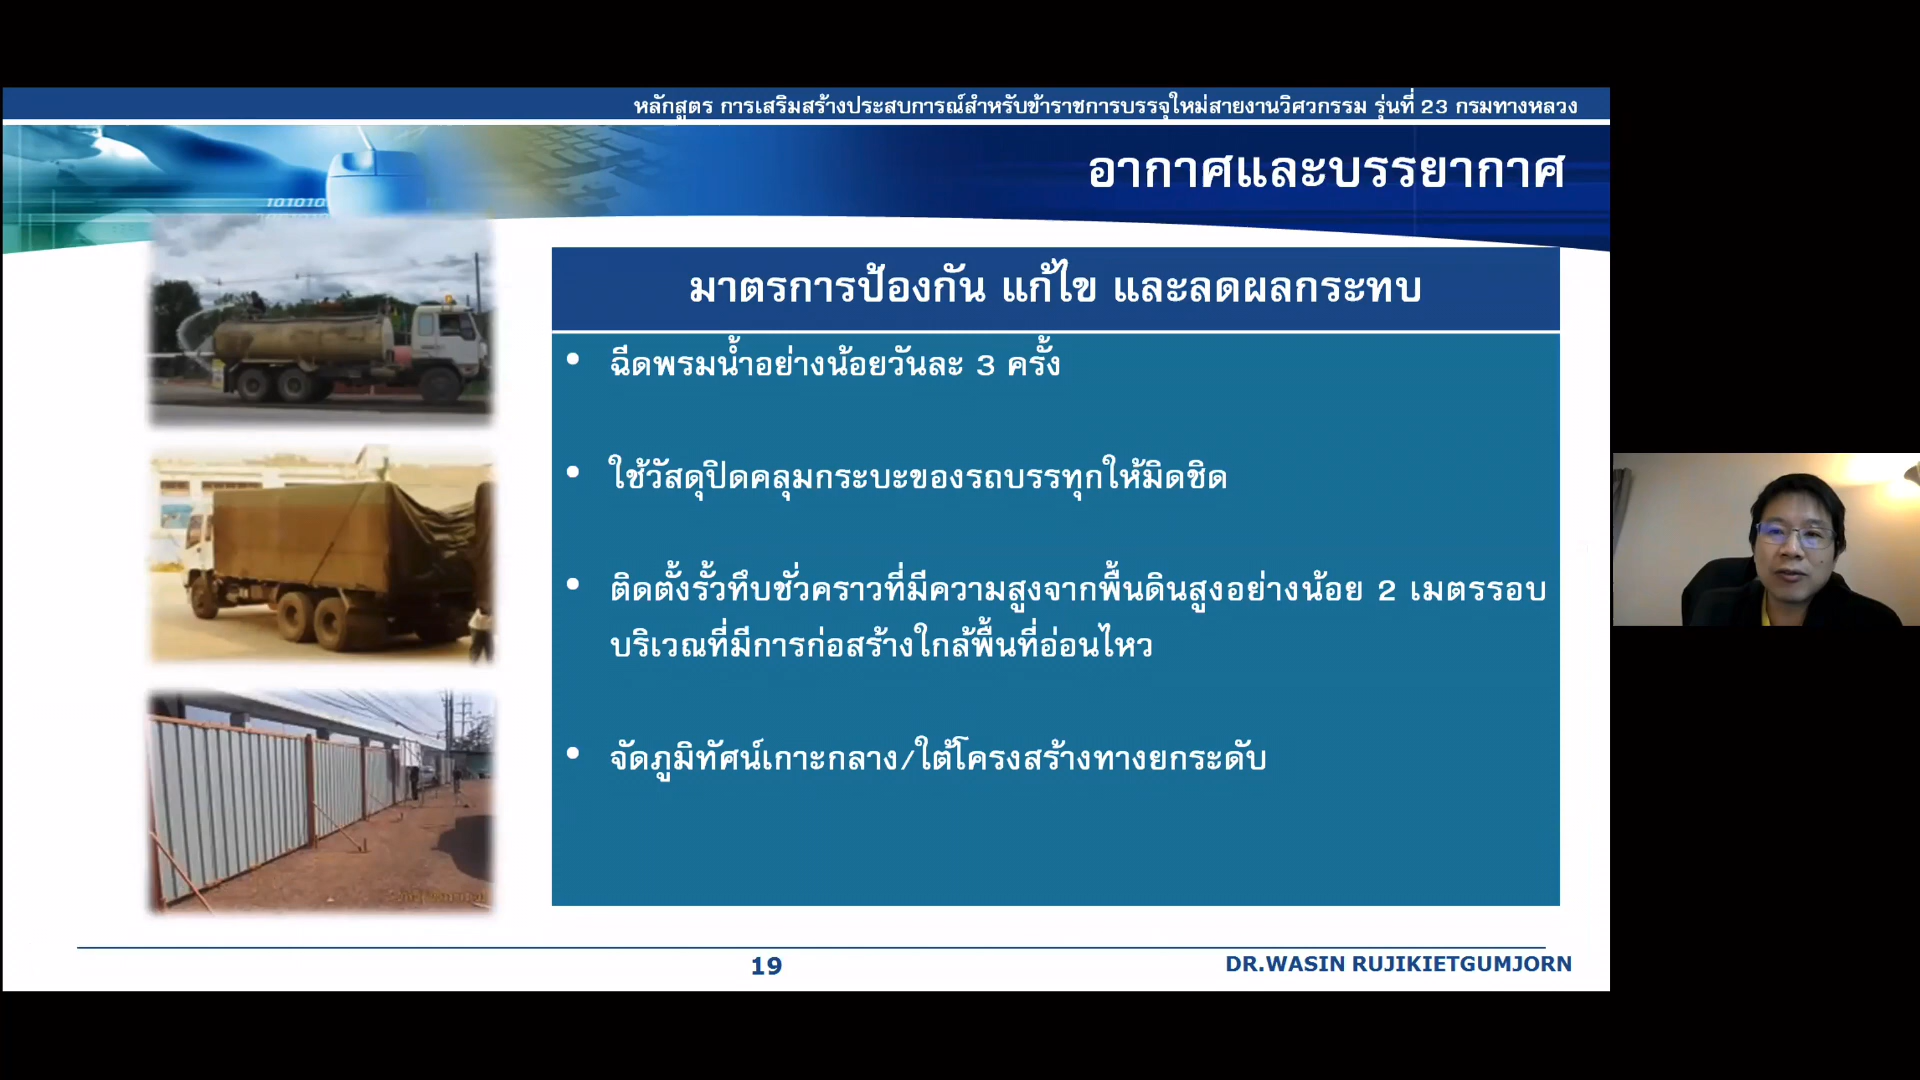 หลักสูตร การเสริมสร้างประสบการณ์สำหรับข้าราชการบรรจุใหม่สายงานวิศวกรรม รุ่นที่ 23 กรมทางหลวง
อากาศและบรรยากาศ
101010
มาตรการป้องกัน แก้ไข และลดผลกระทบ
• ฉีดพรมน้ำอย่างน้อยวันละ 3 ครั้ง
• ใช้วัสดุปิดคลุมกระบะของรถบรรทุกให้มิดชิด
• ติดตั้งรั้วทึบชั่วคราวที่มีความสูงจากพื้นดินสูงอย่างน้อย 2 เมตรรอบ
บริเวณที่มีการก่อสร้างใกล้พื้นที่อ่อนไหว
• จัดภูมิทัศน์เกาะกลาง/ใต้โครงสร้างทางยกระดับ
19
DR.WASIN RUJIKIETGUMJORN